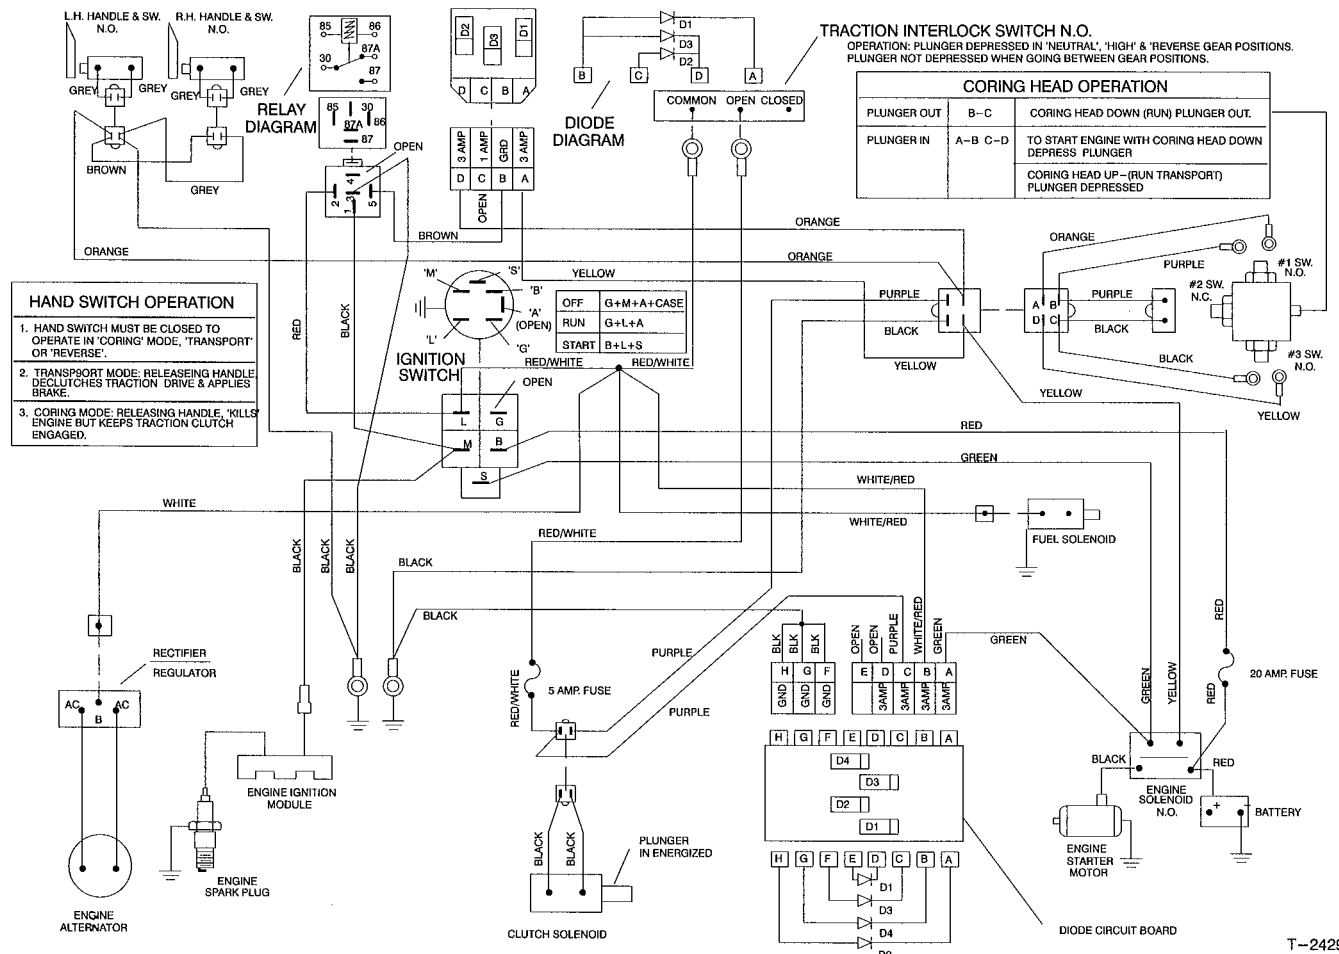 L.H. HANDLE & SW.
N.O.
R.H. HANDLE & SW.
N.O.
GREY
GREY
GREY
GREY
BROWN
GREY
RELAY
DIAGRAM
85
86
87A
30
87
85
30
86
87A
87
OPEN
4
3
2
5
1
D2
D3
D1
D
C
B
A
3 AMP
1 AMP
GRD
3 AMP
D
C
B
A
OPEN
BROWN
D1
D3
D2
B
C
D
A
DIODE
DIAGRAM
COMMON
OPEN
CLOSED
TRACTION INTERLOCK SWITCH N.O.
OPERATION: PLUNGER DEPRESSED IN 'NEUTRAL', 'HIGH' & 'REVERSE GEAR POSITIONS.
PLUNGER NOT DEPRESSED WHEN GOING BETWEEN GEAR POSITIONS.
CORING HEAD OPERATION
PLUNGER OUT
B-C
CORING HEAD DOWN (RUN) PLUNGER OUT.
PLUNGER IN
A-B C-D
TO START ENGINE WITH CORING HEAD DOWN
DEPRESS PLUNGER
CORING HEAD UP-(RUN TRANSPORT)
PLUNGER DEPRESSED
ORANGE
ORANGE
ORANGE
ORANGE
YELLOW
PURPLE
BLACK
YELLOW
A
B
D
C
PURPLE
PURPLE
BLACK
BLACK
YELLOW
YELLOW
#1 SW.
N.O.
#2 SW.
N.C.
#3 SW.
N.O.
HAND SWITCH OPERATION
1. HAND SWITCH MUST BE CLOSED TO
OPERATE IN 'CORING' MODE, 'TRANSPORT'
OR 'REVERSE'.
2. TRANSP9ORT MODE: RELEASEING HANDLE,
DECLUTCHES TRACTION DRIVE & APPLIES
BRAKE.
3. CORING MODE: RELEASING HANDLE, 'KILLS'
ENGINE BUT KEEPS TRACTION CLUTCH
ENGAGED.
RED
BLACK
'M'
'S'
'B'
'A'
(OPEN)
'L'
'G'
IGNITION
SWITCH
OFF
G+M+A+CASE
RUN
G+L+A
START
B+L+S
RED/WHITE
RED/WHITE
OPEN
L
G
M
B
S
RED
GREEN
WHITE/RED
WHITE/RED
FUEL SOLENOID
WHITE
BLACK
BLACK
BLACK
RED/WHITE
BLACK
BLACK
RECTIFIER
REGULATOR
AC
AC
B
ENGINE
ALTERNATOR
ENGINE IGNITION
MODULE
ENGINE
SPARK PLUG
RED/WHITE
5 AMP. FUSE
PURPLE
PURPLE
BLACK
BLACK
PLUNGER
IN ENERGIZED
CLUTCH SOLENOID
BLK
BLK
BLK
H
G
F
GND
GND
GND
OPEN
OPEN
PURPLE
WHITE/RED
GREEN
E
D
C
B
A
3AMP
3AMP
3AMP
3AMP
H
G
F
E
D
C
B
A
D4
D3
D2
D1
H
G
F
E
D
C
B
A
D1
D3
D4
DIODE CIRCUIT BOARD
GREEN
GREEN
YELLOW
RED
RED
20 AMP. FUSE
BLACK
RED
ENGINE
SOLENOID
N.O.
+
-
BATTERY
ENGINE
STARTER
MOTOR